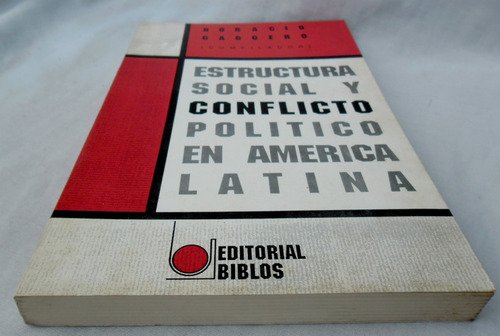 HORACIO
GAGGERO
(COMPILADOR)
ESTRUCTURA
SOCIAL Y
CONFLICTO
POLITICO
EN AMERICA
LATINA
EDITORIAL
BIBLOS